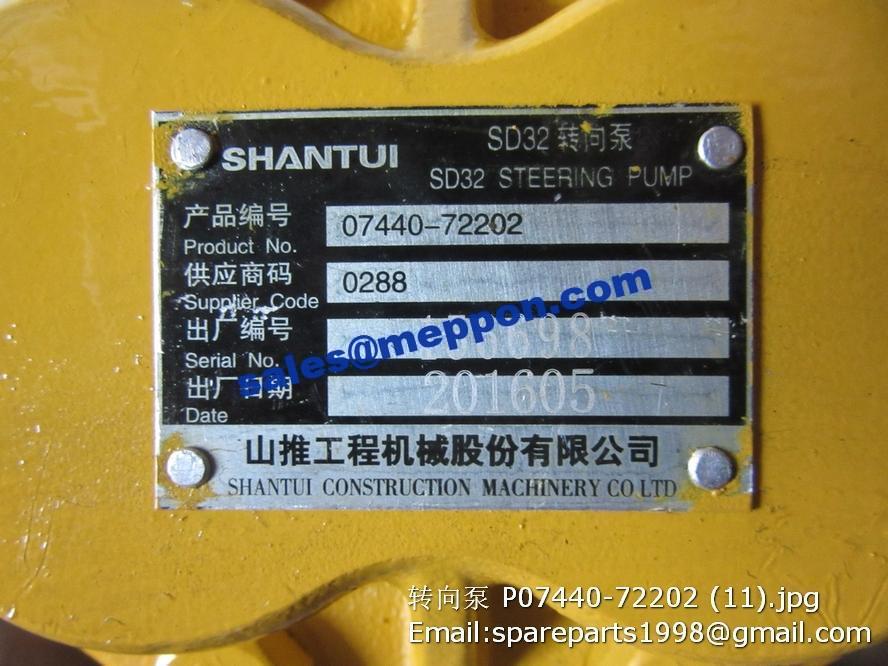 SHANTUI
SD32 转向泵
SD32 STEERING PUMP
产品编号
Product No.
07440-72202
供应商码
Supplier Code
0288
出厂编号
Serial No.
出厂日期
Date
201605
sales@meppon.com
山推工程机械股份有限公司
SHANTUI CONSTRUCTION MACHINERY CO LTD
转向泵 P07440-72202 (11).jpg
Email:spareparts1998@gmail.com